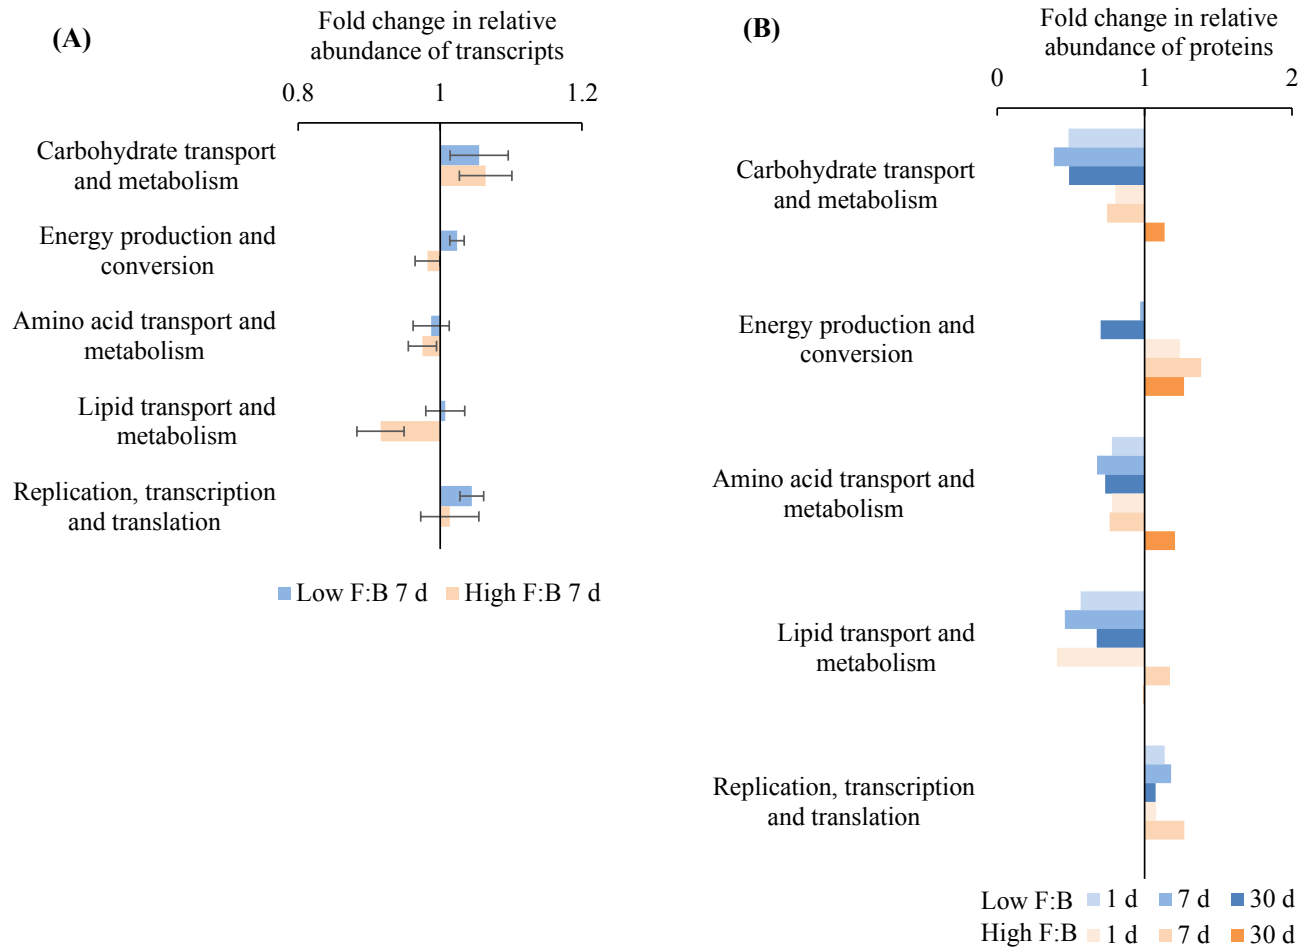 (A)
Fold change in relative
abundance of transcripts
0.8 1 1.2
Carbohydrate transport
and metabolism
Energy production and
conversion
Amino acid transport and
metabolism
Lipid transport and
metabolism
Replication, transcription
and translation
Low F:B 7 d High F:B 7 d
(B)
Fold change in relative
abundance of proteins
0 1 2
Carbohydrate transport
and metabolism
Energy production and
conversion
Amino acid transport and
metabolism
Lipid transport and
metabolism
Replication, transcription
and translation
Low F:B 1 d 7 d 30 d
High F:B 1 d 7 d 30 d